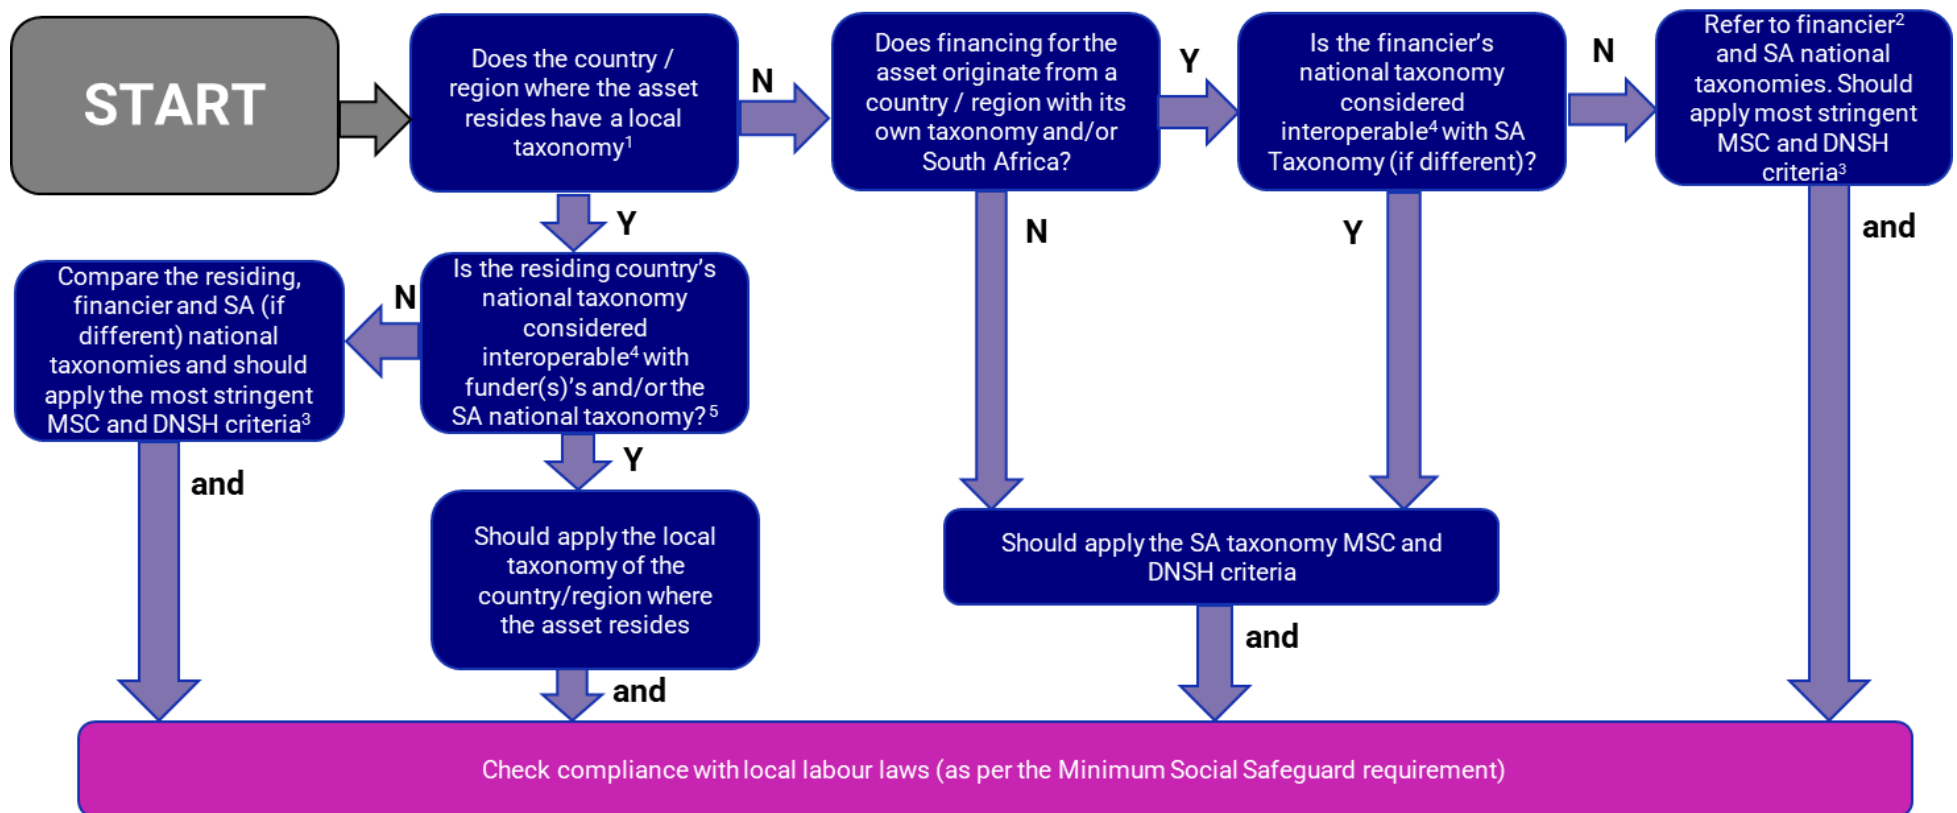 START
Does the country /
region where the asset
resides have a local
taxonomy¹
N
Does financing for the
asset originate from a
country / region with its
own taxonomy and/or
South Africa?
Y
Is the financier's
national taxonomy
considered
interoperable⁴ with SA
Taxonomy (if different)?
N
Refer to financier²
and SA national
taxonomies. Should
apply most stringent
MSC and DNSH
criteria³
Y
N
Y
and
Compare the residing,
financier and SA (if
different) national
taxonomies and should
apply the most stringent
MSC and DNSH criteria³
N
Is the residing country's
national taxonomy
considered
interoperable⁴ with
funder(s)'s and/or the
SA national taxonomy?⁵
and
Y
Should apply the local
taxonomy of the
country/region where
the asset resides
Should apply the SA taxonomy MSC and
DNSH criteria
and
and
Check compliance with local labour laws (as per the Minimum Social Safeguard requirement)